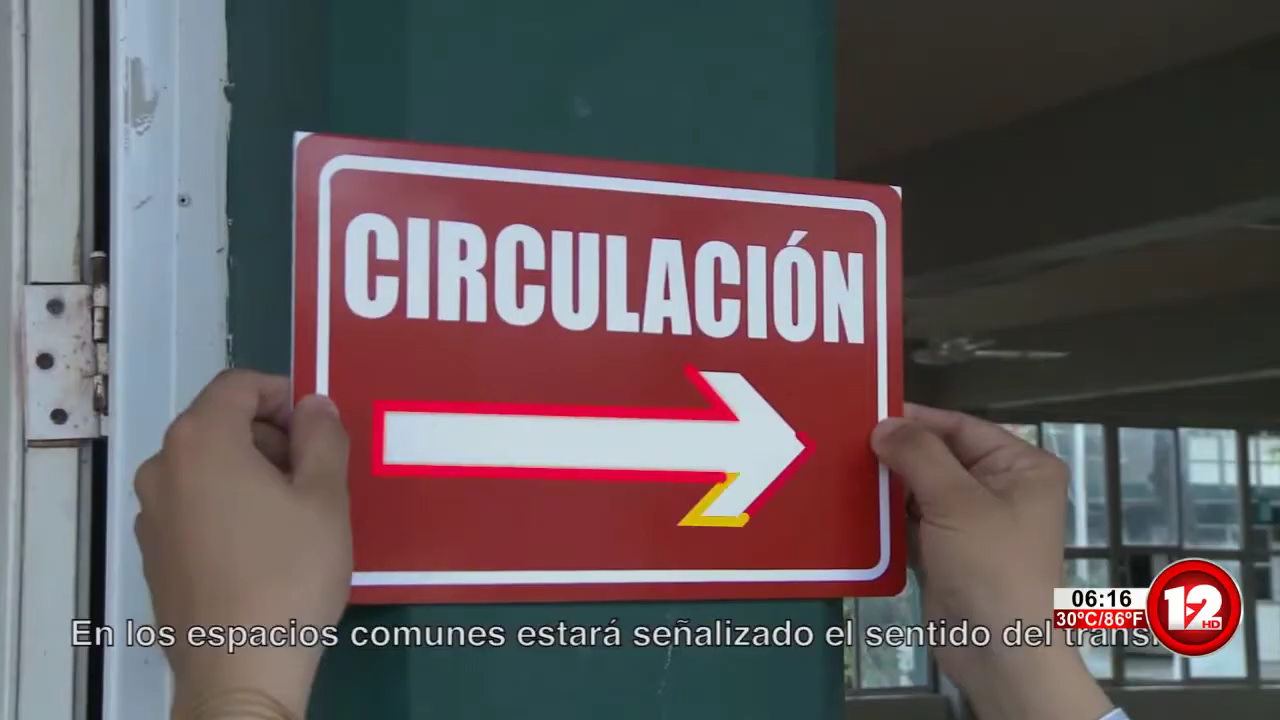 CIRCULACIÓN
06:16
30°C/86°F
12
HD
En los espacios comunes estará señalizado el sentido del